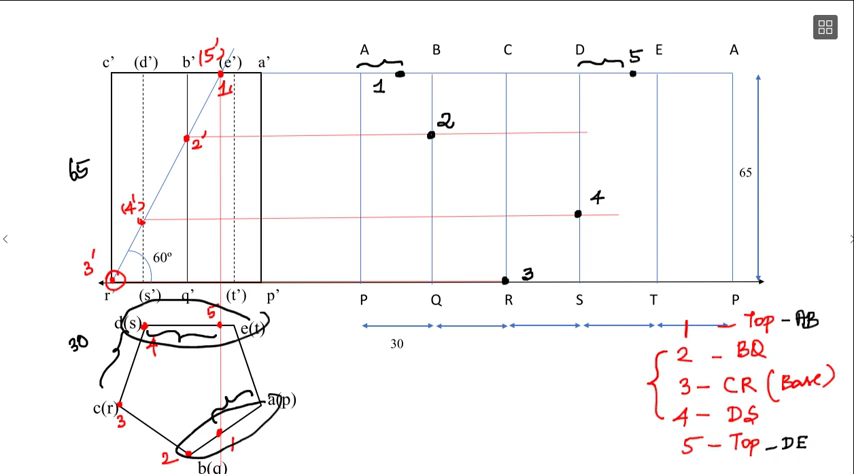 A B C D E A
c' (d') b' (5') (e') a'
1'
1
5
2
2'
65
65
(4')
4
60°
3'
3
r' (s') q' (t') p'
P Q R S T P
30
d(s) 5 e(t)
4
30
c(r)
3
a(p)
1
2
b(q)
1 - Top - AB
2 - BQ
3 - CR (Base)
4 - DS
5 - Top - DE